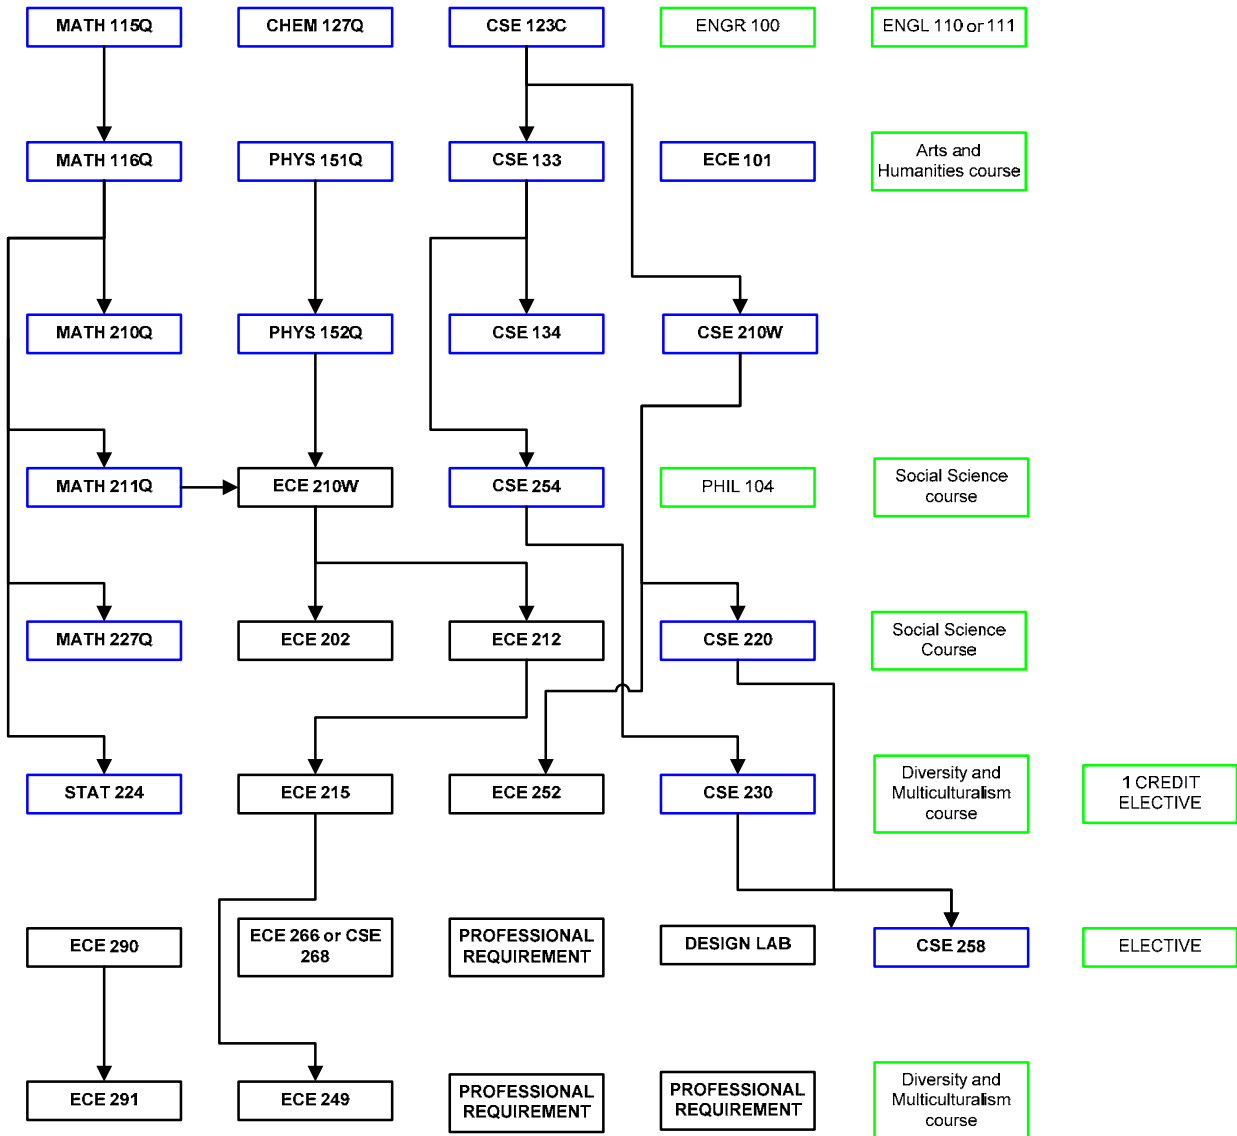 MATH 115Q
CHEM 127Q
CSE 123C
ENGR 100
ENGL 110 or 111
MATH 116Q
PHYS 151Q
CSE 133
ECE 101
Arts and
Humanities course
MATH 210Q
PHYS 152Q
CSE 134
CSE 210W
MATH 211Q
ECE 210W
CSE 254
PHIL 104
Social Science
course
MATH 227Q
ECE 202
ECE 212
CSE 220
Social Science
Course
STAT 224
ECE 215
ECE 252
CSE 230
Diversity and
Multiculturalism
course
1 CREDIT
ELECTIVE
ECE 290
ECE 266 or CSE
268
PROFESSIONAL
REQUIREMENT
DESIGN LAB
CSE 258
ELECTIVE
ECE 291
ECE 249
PROFESSIONAL
REQUIREMENT
PROFESSIONAL
REQUIREMENT
Diversity and
Multiculturalism
course